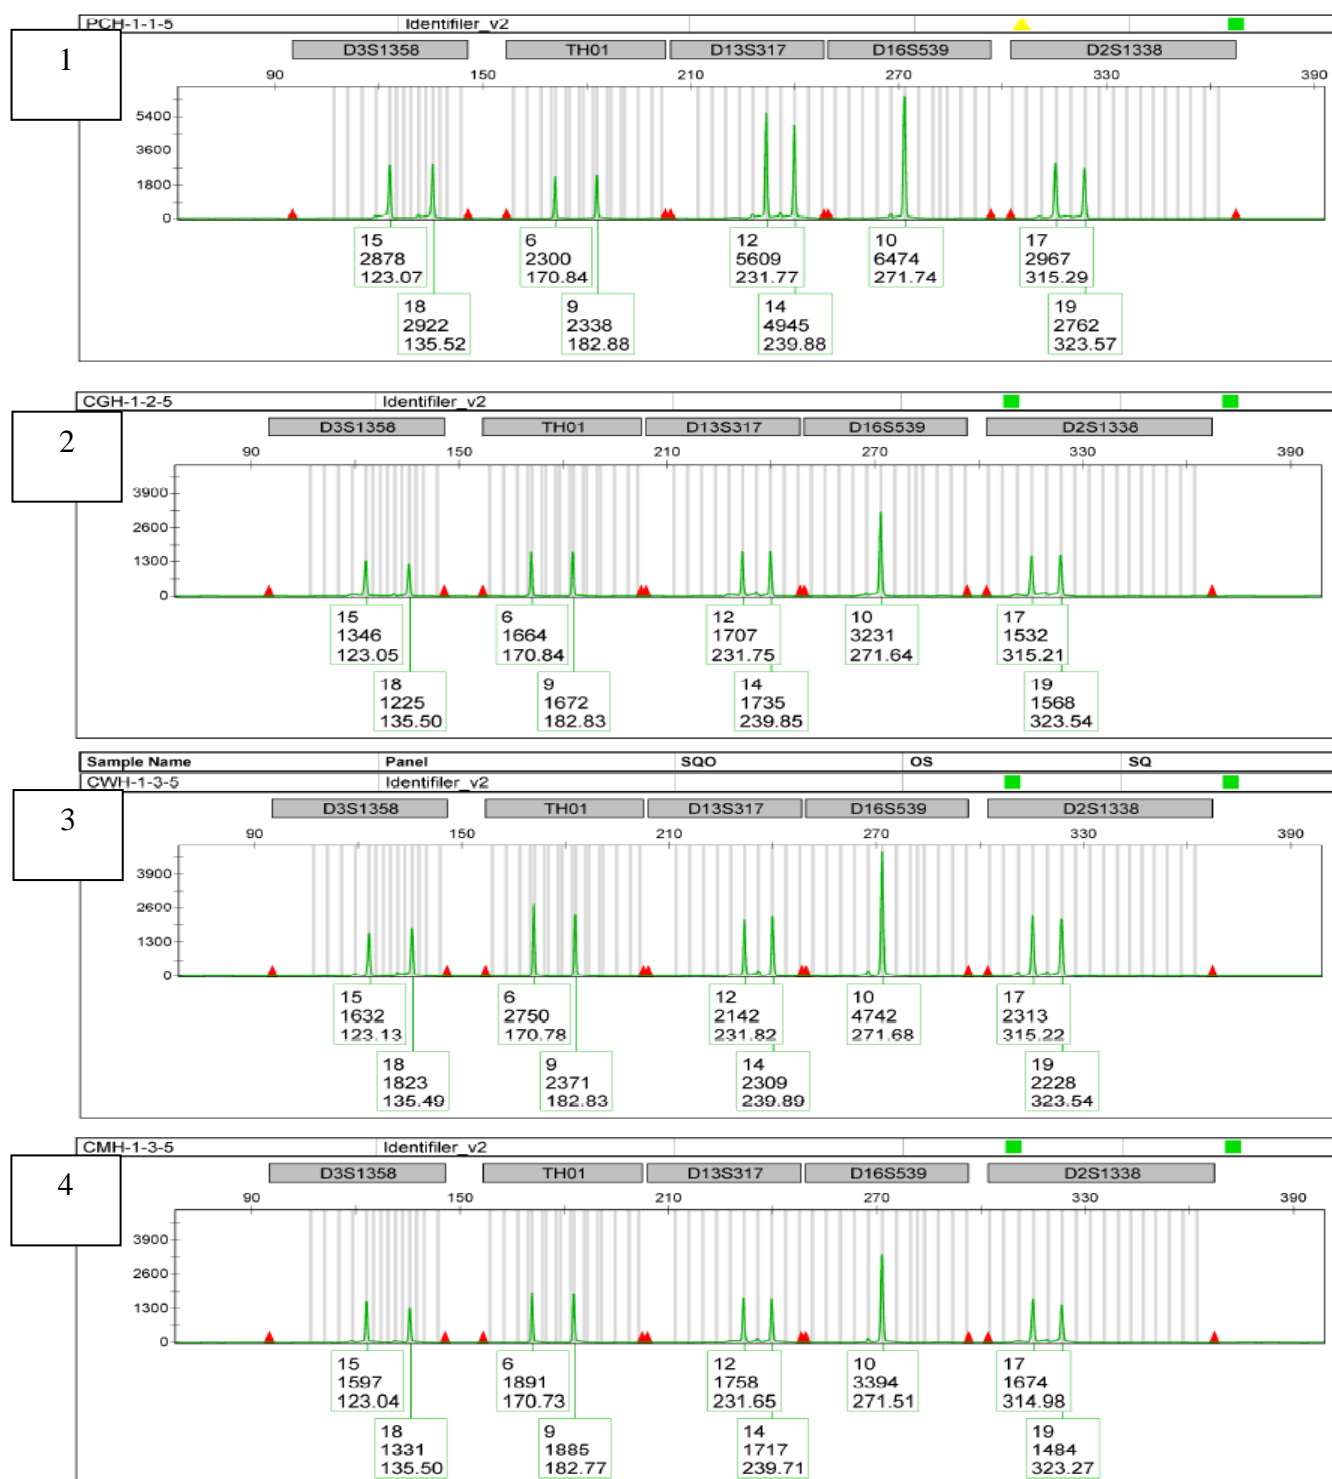 PCH-1-1-5 Identifiler_v2
1
D3S1358 TH01 D13S317 D16S539 D2S1338
90 150 210 270 330 390
5400
3600
1800
0
15 6 12 10 17
2878 2300 5609 6474 2967
123.07 170.84 231.77 271.74 315.29
18 9 14 19
2922 2338 4945 2762
135.52 182.88 239.88 323.57
CGH-1-2-5 Identifiler_v2
2
D3S1358 TH01 D13S317 D16S539 D2S1338
90 150 210 270 330 390
3900
2600
1300
0
15 6 12 10 17
1346 1664 1707 3231 1532
123.05 170.84 231.75 271.64 315.21
18 9 14 19
1225 1672 1735 1568
135.50 182.83 239.85 323.54
Sample Name Panel SQO OS SQ
CWH-1-3-5 Identifiler_v2
3
D3S1358 TH01 D13S317 D16S539 D2S1338
90 150 210 270 330 390
3900
2600
1300
0
15 6 12 10 17
1632 2750 2142 4742 2313
123.13 170.78 231.82 271.68 315.22
18 9 14 19
1823 2371 2309 2228
135.49 182.83 239.89 323.54
CMH-1-3-5 Identifiler_v2
4
D3S1358 TH01 D13S317 D16S539 D2S1338
90 150 210 270 330 390
3900
2600
1300
0
15 6 12 10 17
1597 1891 1758 3394 1674
123.04 170.73 231.65 271.51 314.98
18 9 14 19
1331 1885 1717 1484
135.50 182.77 239.71 323.27